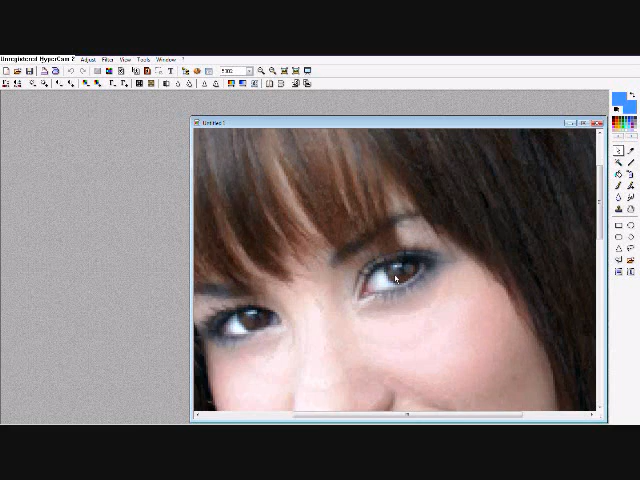 Unregistered HyperCam 2
Adjust Filter View Tools Window ?
Untitled 1